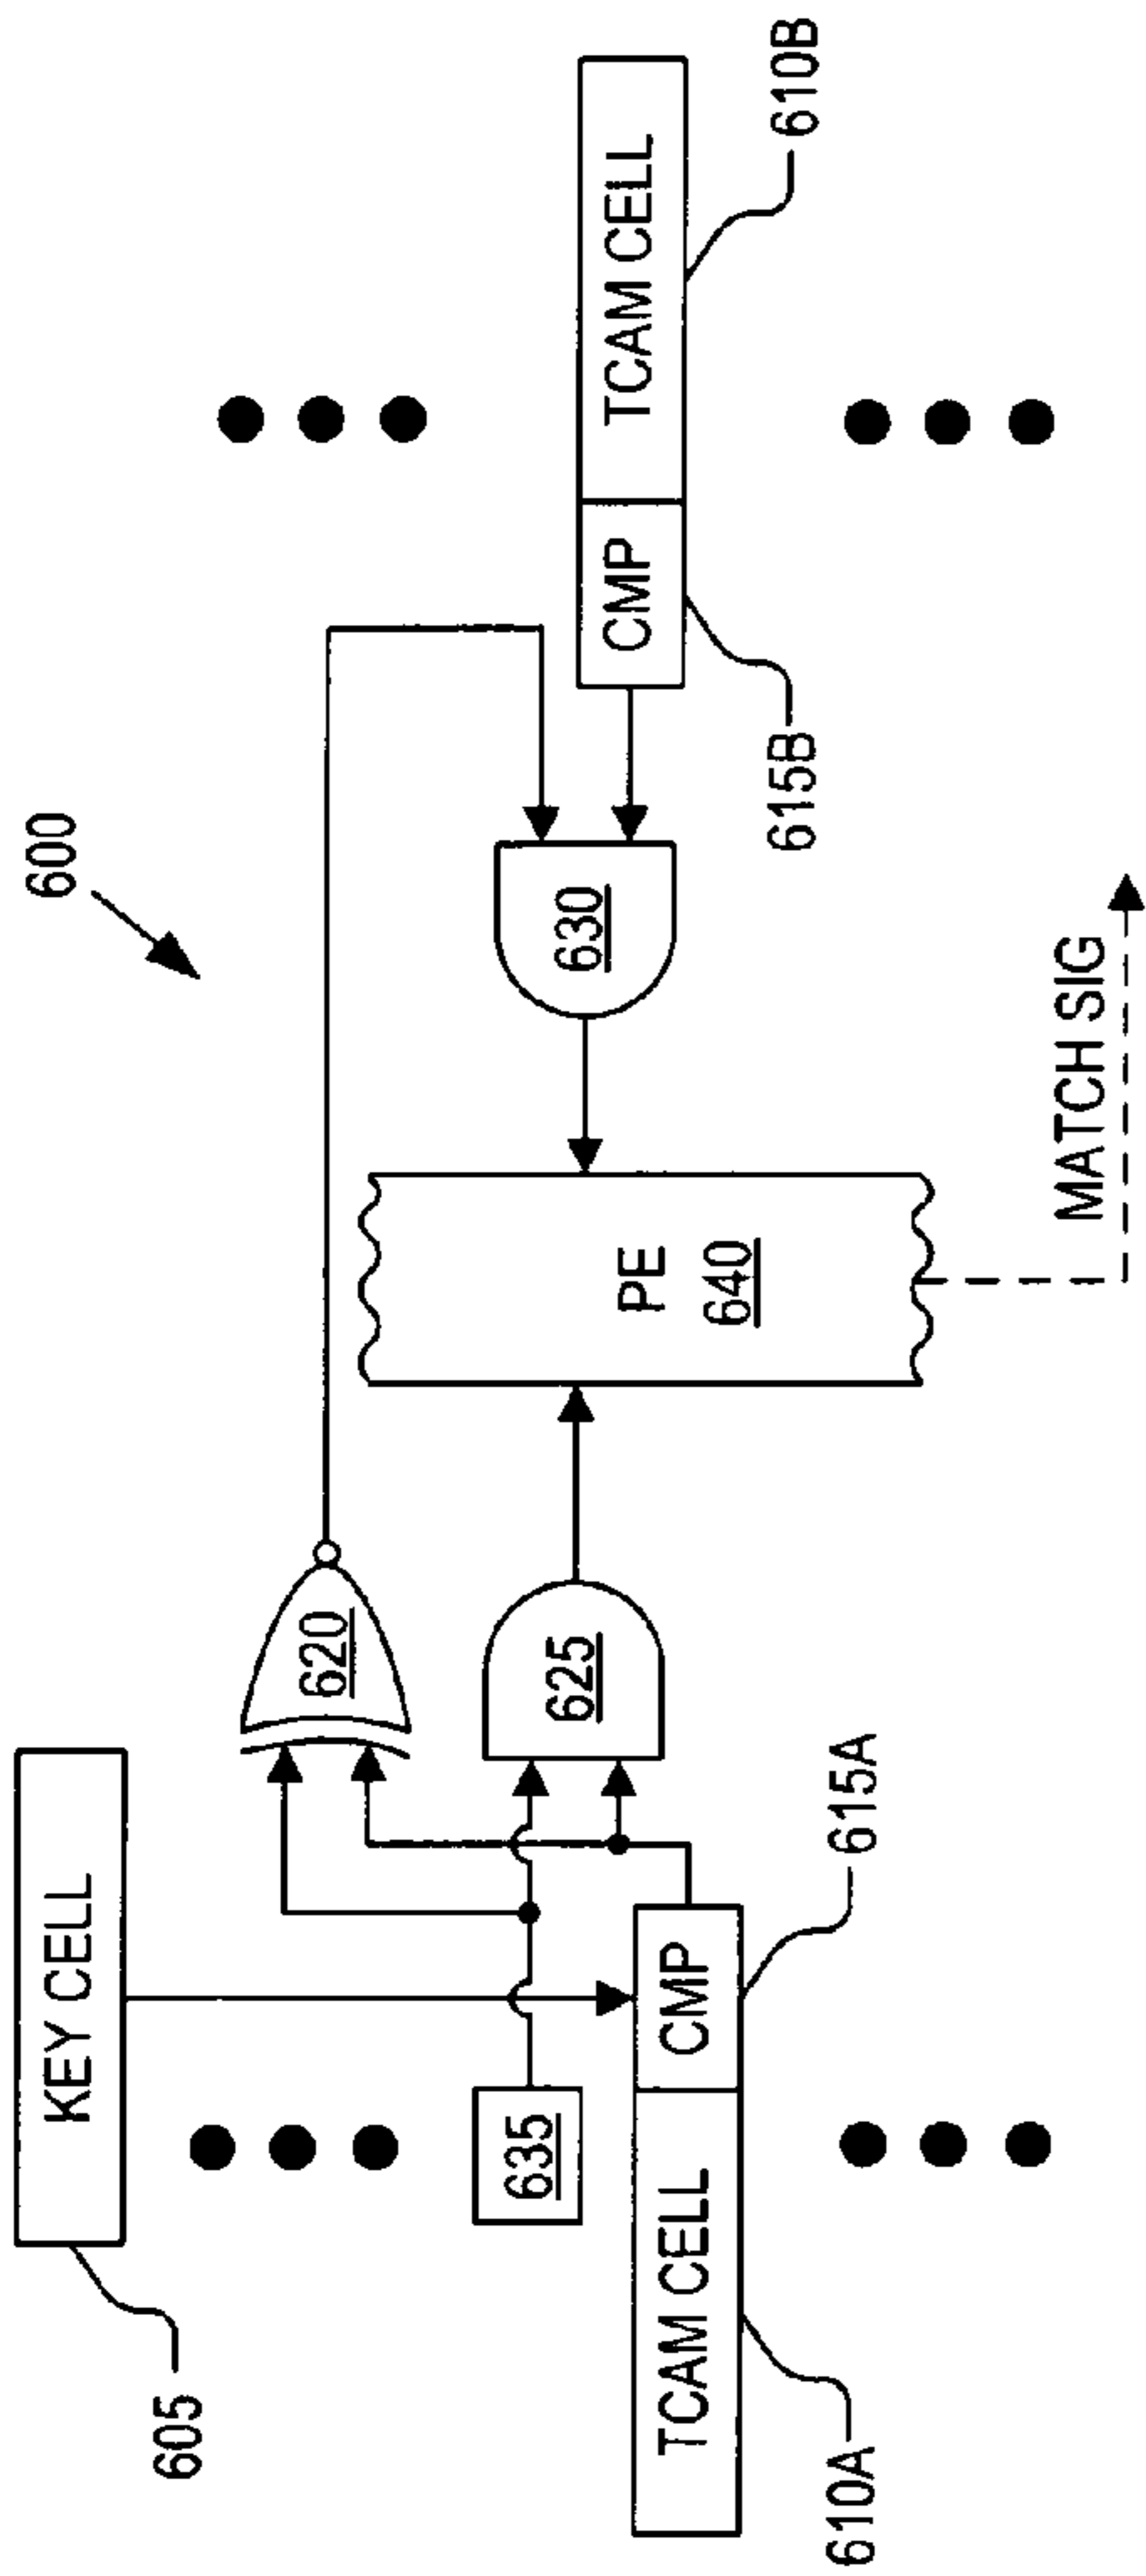 600
605
KEY CELL
620
635
625
630
PE
640
TCAM CELL
CMP
CMP
TCAM CELL
610A
615A
615B
610B
MATCH SIG